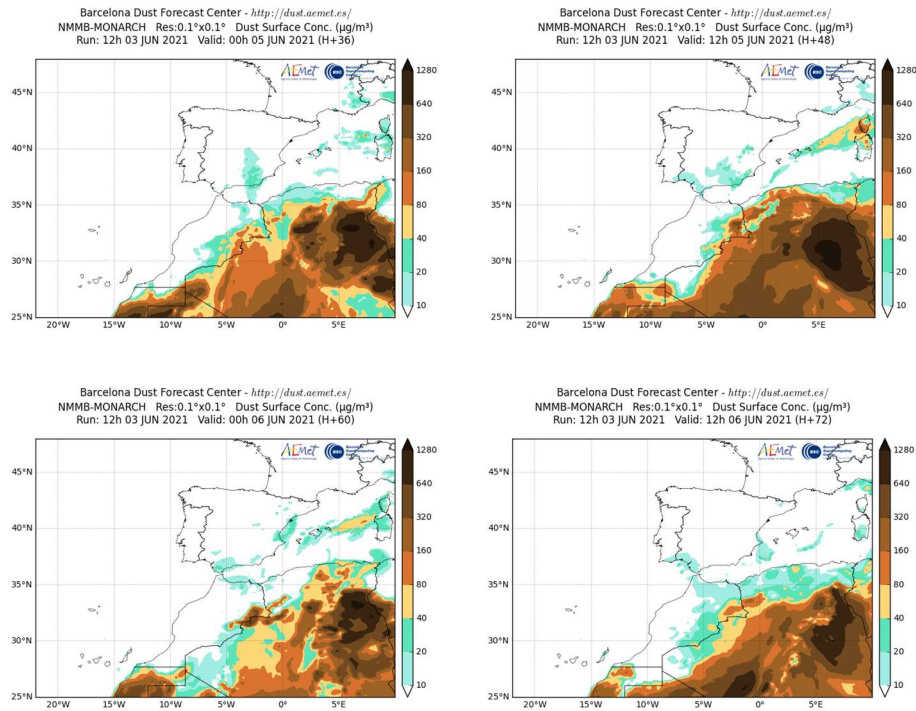 Barcelona Dust Forecast Center - http://dust.aemet.es/
NMMB-MONARCH Res:0.1°x0.1° Dust Surface Conc. (µg/m³)
Run: 12h 03 JUN 2021 Valid: 00h 05 JUN 2021 (H+36)
AEMet
BSC
45°N
40°N
35°N
30°N
25°N
20°W
15°W
10°W
5°W
0°
5°E
1280
640
320
160
80
40
20
10
Barcelona Dust Forecast Center - http://dust.aemet.es/
NMMB-MONARCH Res:0.1°x0.1° Dust Surface Conc. (µg/m³)
Run: 12h 03 JUN 2021 Valid: 12h 05 JUN 2021 (H+48)
AEMet
BSC
45°N
40°N
35°N
30°N
25°N
20°W
15°W
10°W
5°W
0°
5°E
1280
640
320
160
80
40
20
10
Barcelona Dust Forecast Center - http://dust.aemet.es/
NMMB-MONARCH Res:0.1°x0.1° Dust Surface Conc. (µg/m³)
Run: 12h 03 JUN 2021 Valid: 00h 06 JUN 2021 (H+60)
AEMet
BSC
45°N
40°N
35°N
30°N
25°N
20°W
15°W
10°W
5°W
0°
5°E
1280
640
320
160
80
40
20
10
Barcelona Dust Forecast Center - http://dust.aemet.es/
NMMB-MONARCH Res:0.1°x0.1° Dust Surface Conc. (µg/m³)
Run: 12h 03 JUN 2021 Valid: 12h 06 JUN 2021 (H+72)
AEMet
BSC
45°N
40°N
35°N
30°N
25°N
20°W
15°W
10°W
5°W
0°
5°E
1280
640
320
160
80
40
20
10